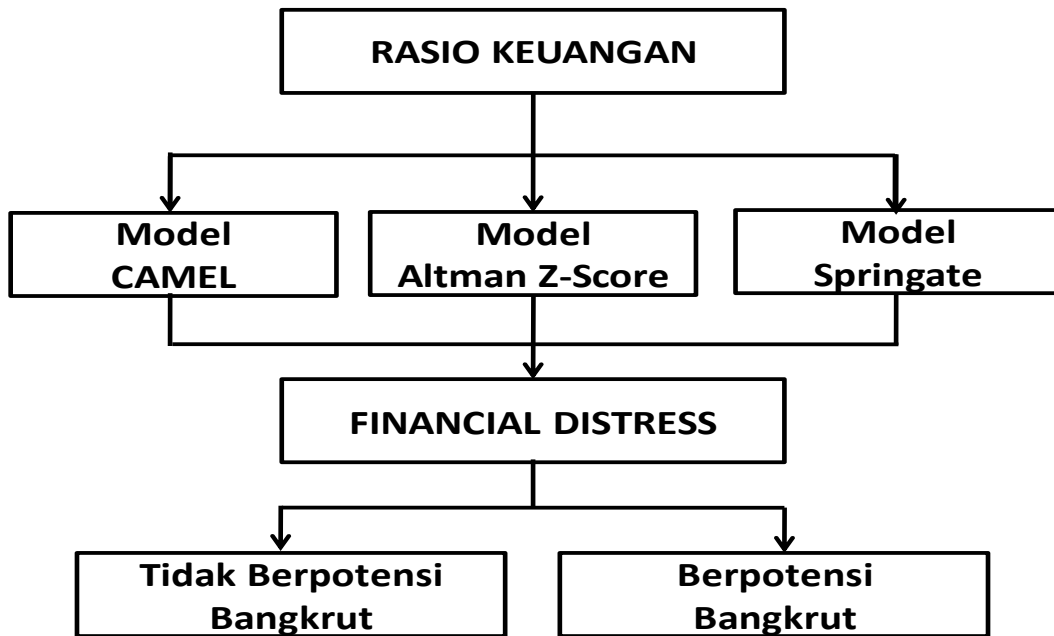 RASIO KEUANGAN
Model
CAMEL
Model
Altman Z-Score
Model
Springate
FINANCIAL DISTRESS
Tidak Berpotensi
Bangkrut
Berpotensi
Bangkrut